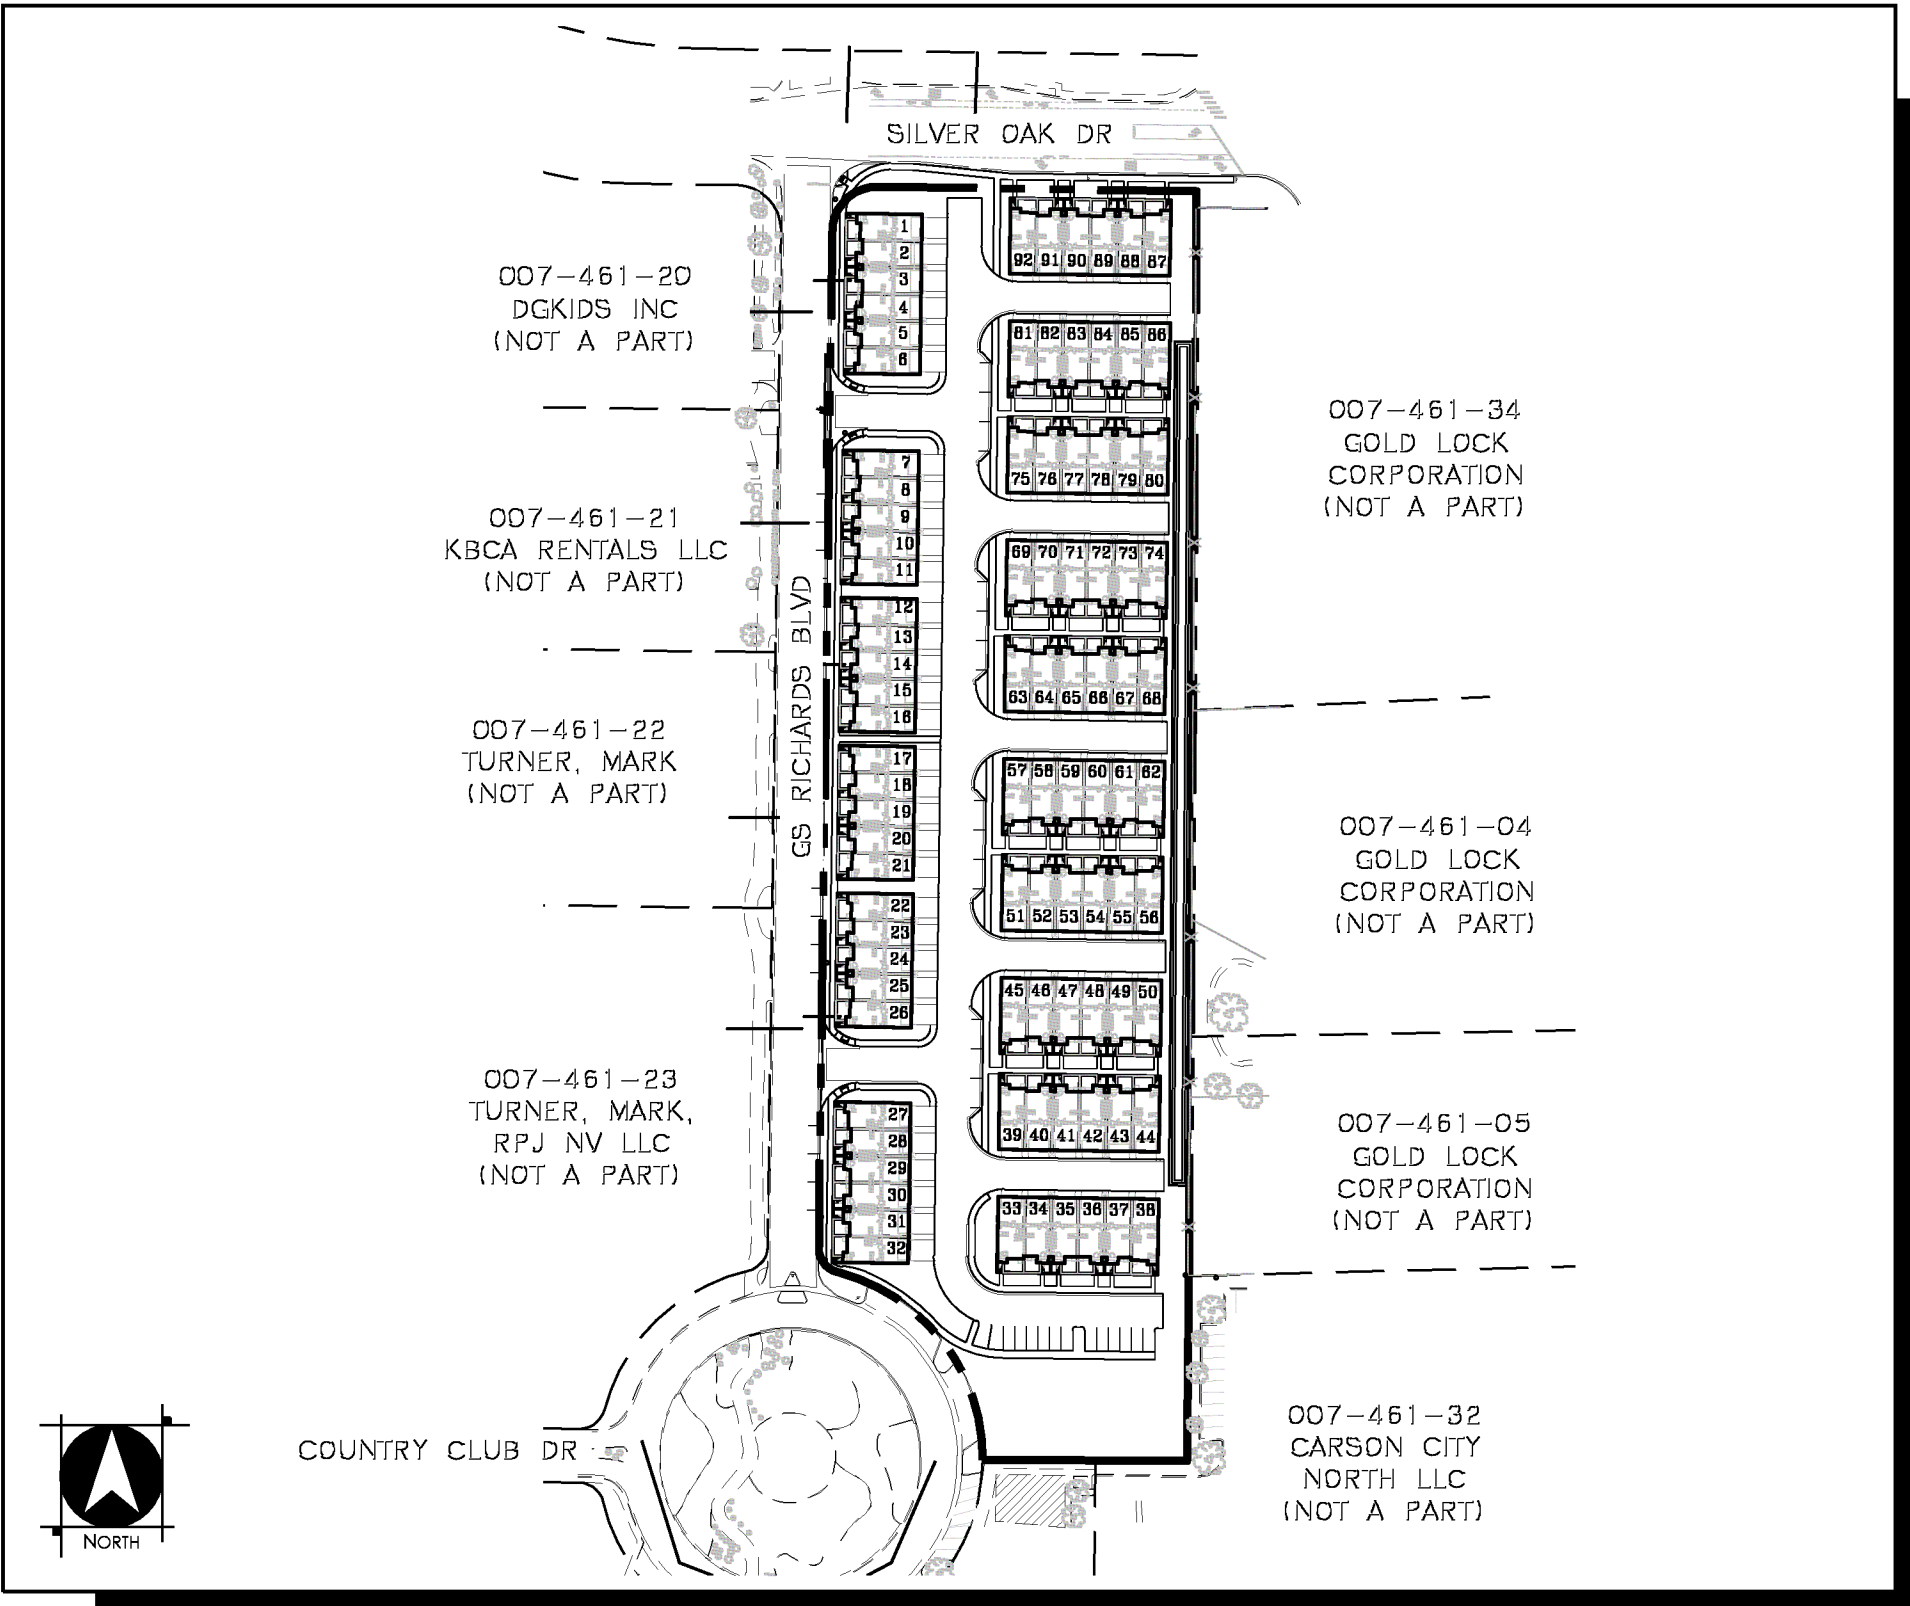 SILVER OAK DR
007-461-20
DGKIDS INC
(NOT A PART)
007-461-21
KBCA RENTALS LLC
(NOT A PART)
007-461-22
TURNER, MARK
(NOT A PART)
007-461-23
TURNER, MARK,
RPJ NV LLC
(NOT A PART)
GS RICHARDS BLVD
1
2
3
4
5
6
7
8
9
10
11
12
13
14
15
16
17
18
19
20
21
22
23
24
25
26
27
28
29
30
31
32
92 91 90 89 88 87
81 82 83 84 85 86
75 76 77 78 79 80
69 70 71 72 73 74
63 64 65 66 67 68
57 58 59 60 61 62
51 52 53 54 55 56
45 46 47 48 49 50
39 40 41 42 43 44
33 34 35 36 37 38
007-461-34
GOLD LOCK
CORPORATION
(NOT A PART)
007-461-04
GOLD LOCK
CORPORATION
(NOT A PART)
007-461-05
GOLD LOCK
CORPORATION
(NOT A PART)
007-461-32
CARSON CITY
NORTH LLC
(NOT A PART)
COUNTRY CLUB DR
NORTH